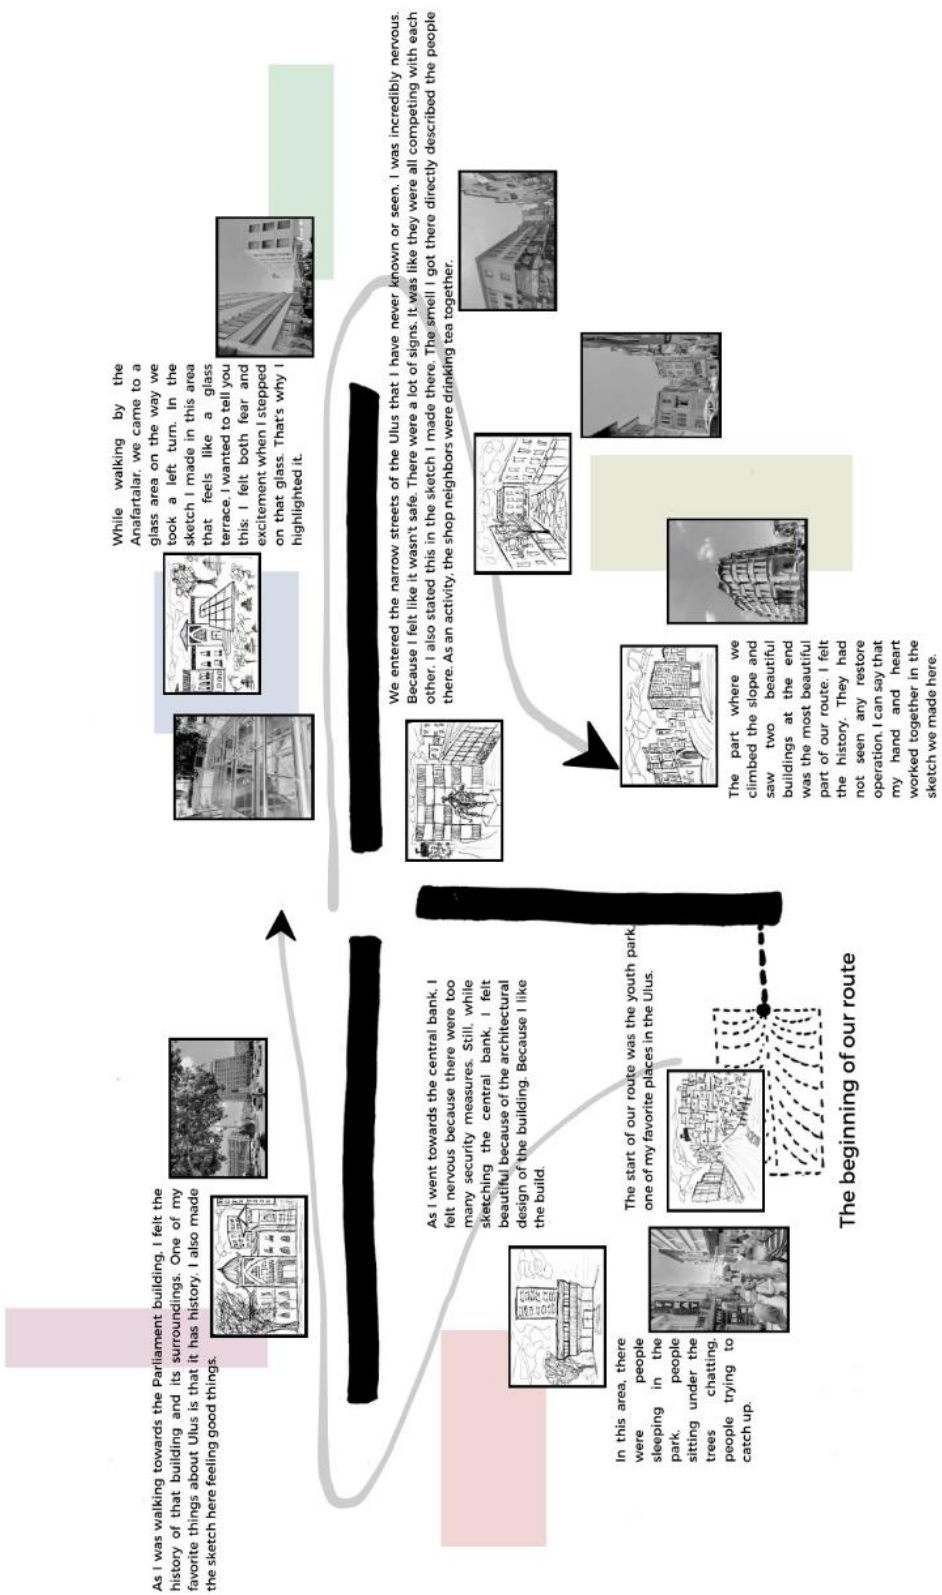 As I was walking towards the Parliament building, I felt the
history of that building and its surroundings. One of my
favorite things about Ulus is that it has history. I also made
the sketch here feeling good things.
While walking by the
Anafartalar, we came to a
glass area on the way we
took a left turn. In the
sketch I made in this area
that feels like a glass
terrace, I wanted to tell you
this; I felt both fear and
excitement when I stepped
on that glass. That's why I
highlighted it.
We entered the narrow streets of the Ulus that I have never known or seen. I was incredibly nervous.
Because I felt like it wasn't safe. There were a lot of signs. It was like they were all competing with each
other. I also stated this in the sketch I made there. The smell I got there directly described the people
there. As an activity, the shop neighbors were drinking tea together.
As I went towards the central bank, I
felt nervous because there were too
many security measures. Still, while
sketching the central bank, I felt
beautiful because of the architectural
design of the building. Because I like
the build.
In this area, there
were people
sleeping in the
park, people
sitting under the
trees chatting,
people trying to
catch up.
The start of our route was the youth park,
one of my favorite places in the Ulus.
The beginning of our route
The part where we
climbed the slope and
saw two beautiful
buildings at the end
was the most beautiful
part of our route. I felt
the history. They had
not seen any restore
operation. I can say that
my hand and heart
worked together in the
sketch we made here.